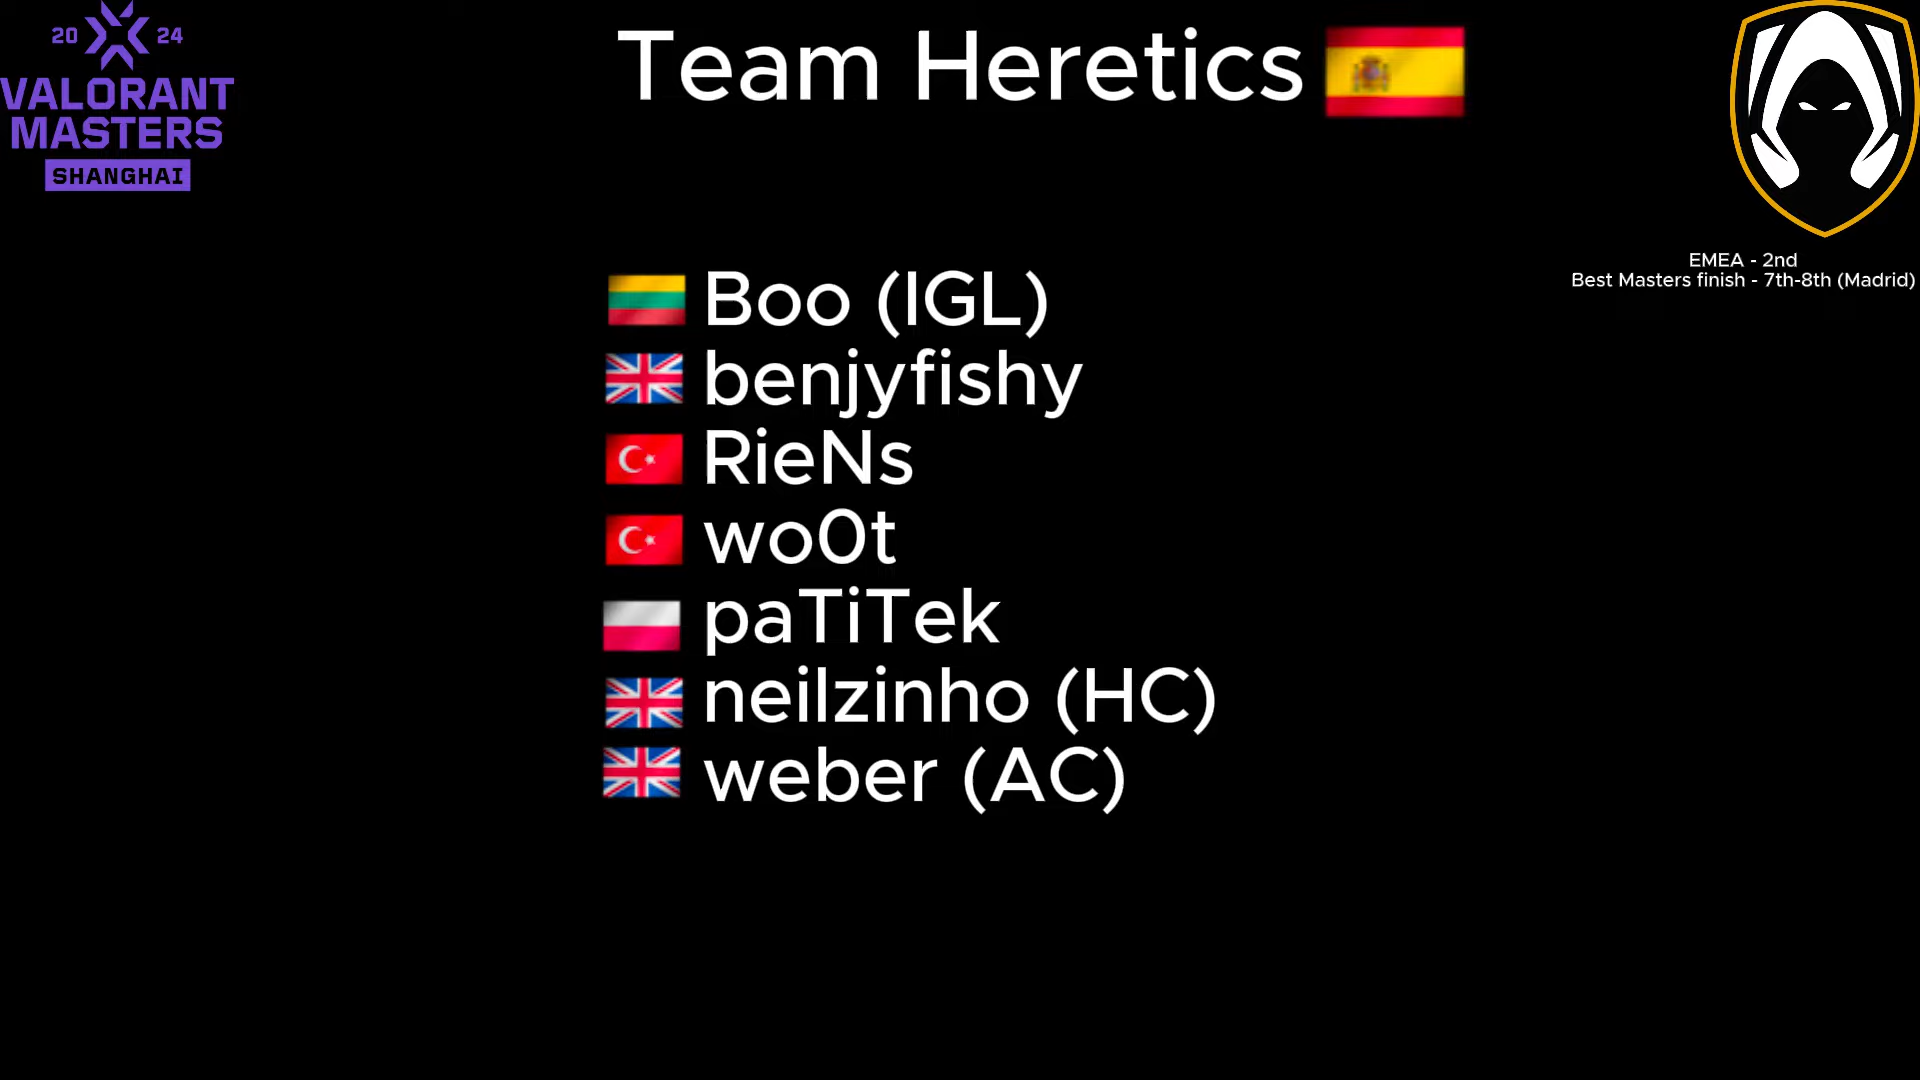 20 24
VALORANT
MASTERS
SHANGHAI
Team Heretics
EMEA - 2nd
Best Masters finish - 7th-8th (Madrid)
Boo (IGL)
benjyfishy
RieNs
wo0t
paTiTek
neilzinho (HC)
weber (AC)